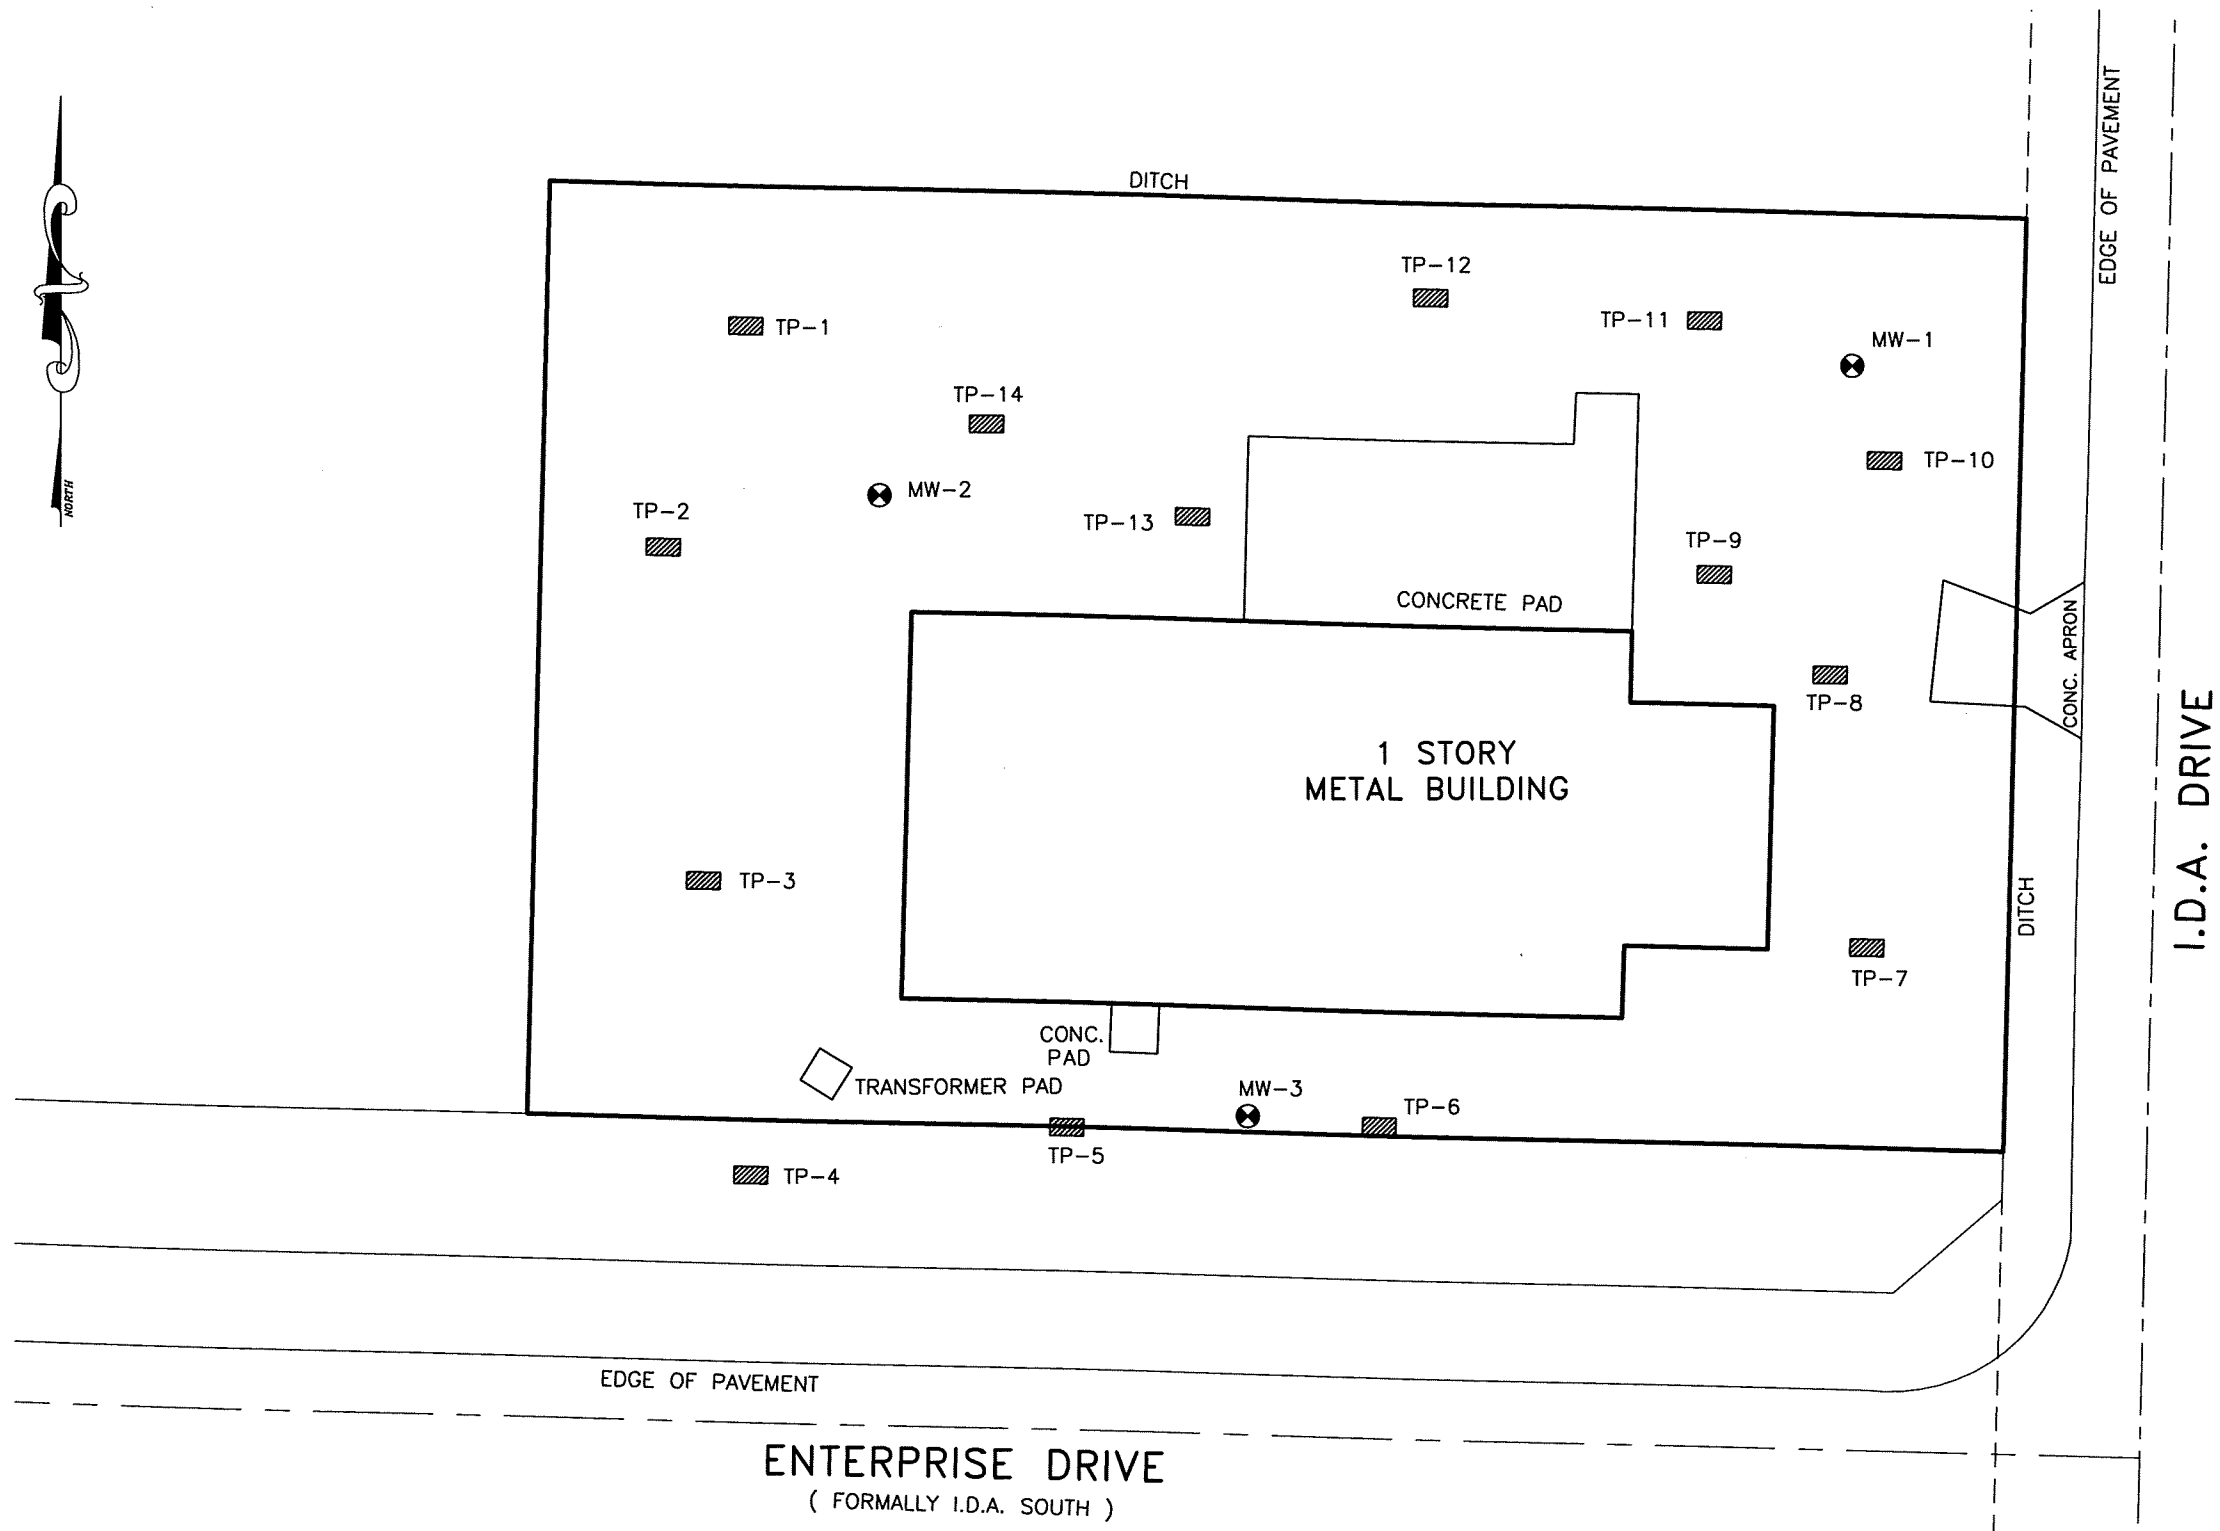 EDGE OF PAVEMENT
DITCH
TP-12
TP-1
TP-11
MW-1
TP-14
TP-10
MW-2
TP-2
TP-13
NORTH
TP-9
CONCRETE PAD
CONC. APRON
TP-8
1 STORY
METAL BUILDING
I.D.A. DRIVE
TP-3
DITCH
TP-7
CONC.
PAD
TRANSFORMER PAD
MW-3
TP-6
TP-5
TP-4
EDGE OF PAVEMENT
ENTERPRISE DRIVE
( FORMALLY I.D.A. SOUTH )